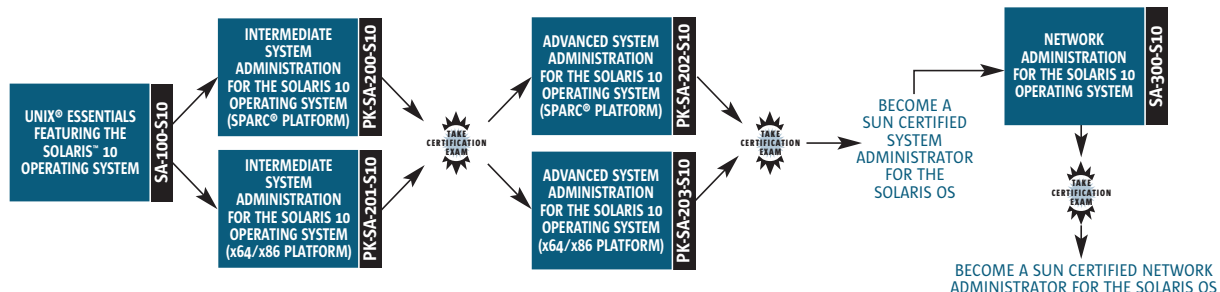 UNIX® ESSENTIALS
FEATURING THE
SOLARIS™ 10
OPERATING SYSTEM
SA-100-S10
INTERMEDIATE
SYSTEM
ADMINISTRATION
FOR THE SOLARIS 10
OPERATING SYSTEM
(SPARC® PLATFORM)
PK-SA-200-S10
INTERMEDIATE
SYSTEM
ADMINISTRATION
FOR THE SOLARIS 10
OPERATING SYSTEM
(x64/x86 PLATFORM)
PK-SA-201-S10
TAKE
CERTIFICATION
EXAM
ADVANCED SYSTEM
ADMINISTRATION
FOR THE SOLARIS 10
OPERATING SYSTEM
(SPARC® PLATFORM)
PK-SA-202-S10
ADVANCED SYSTEM
ADMINISTRATION
FOR THE SOLARIS 10
OPERATING SYSTEM
(x64/x86 PLATFORM)
PK-SA-203-S10
TAKE
CERTIFICATION
EXAM
BECOME A
SUN CERTIFIED
SYSTEM
ADMINISTRATOR
FOR THE
SOLARIS OS
NETWORK
ADMINISTRATION
FOR THE SOLARIS 10
OPERATING SYSTEM
SA-300-S10
TAKE
CERTIFICATION
EXAM
BECOME A SUN CERTIFIED NETWORK
ADMINISTRATOR FOR THE SOLARIS OS